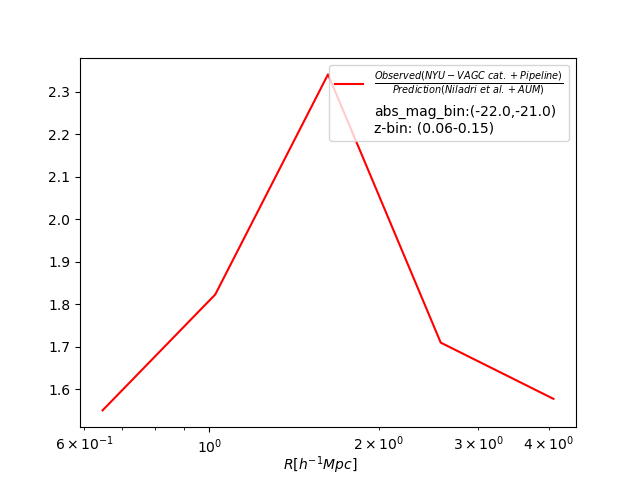 Observed(NYU − VAGC cat. + Pipeline)
Prediction(Niladri et al. + AUM)
abs_mag_bin:(-22.0,-21.0)
z-bin: (0.06-0.15)
2.3
2.2
2.1
2.0
1.9
1.8
1.7
1.6
6 × 10⁻¹ 10⁰ 2 × 10⁰ 3 × 10⁰ 4 × 10⁰
R[h⁻¹Mpc]